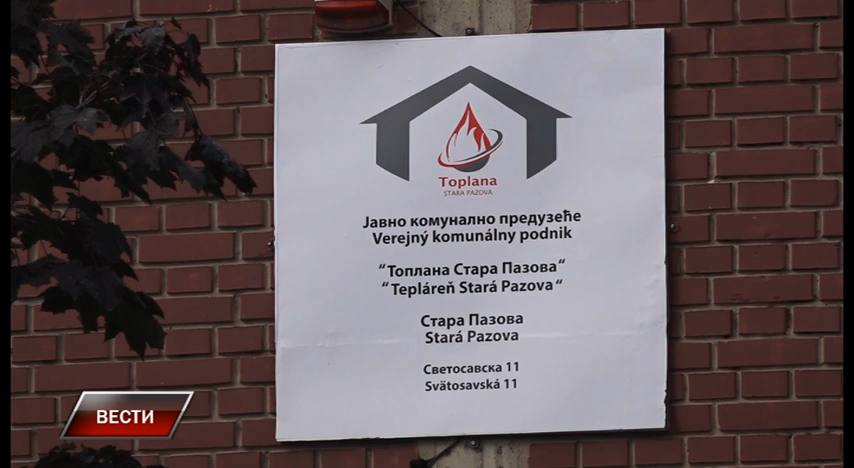 Toplana
STARA PAZOVA
Јавно комунално предузеће
Verejný komunálny podnik
“Топлана Стара Пазова“
“Tepláreň Stará Pazova“
Стара Пазова
Stará Pazova
Светосавска 11
Svätosavská 11
ВЕСТИ